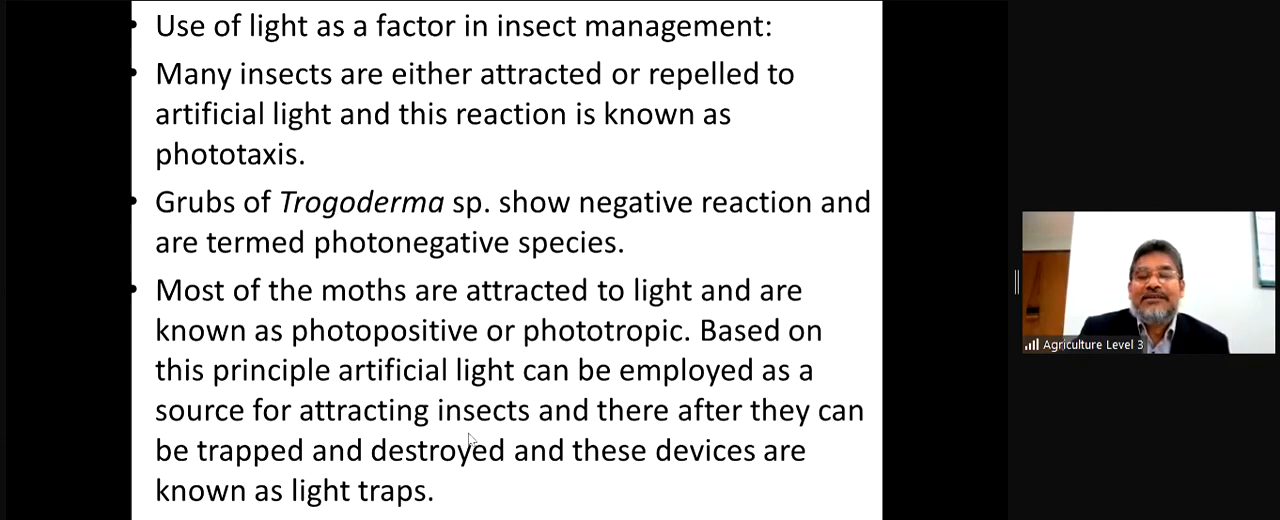 • Use of light as a factor in insect management:
• Many insects are either attracted or repelled to
artificial light and this reaction is known as
phototaxis.
• Grubs of Trogoderma sp. show negative reaction and
are termed photonegative species.
• Most of the moths are attracted to light and are
known as photopositive or phototropic. Based on
this principle artificial light can be employed as a
source for attracting insects and there after they can
be trapped and destroyed and these devices are
known as light traps.
Agriculture Level 3